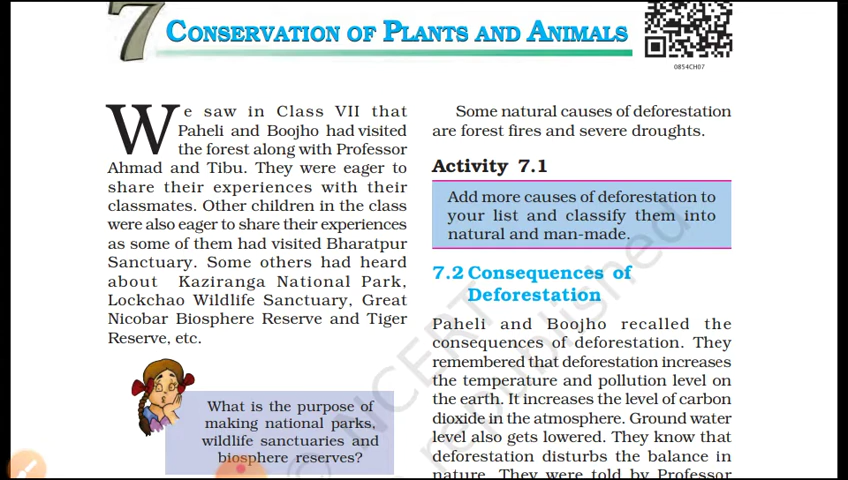 7 CONSERVATION OF PLANTS AND ANIMALS
0854CH07
We saw in Class VII that
Paheli and Boojho had visited
the forest along with Professor
Ahmad and Tibu. They were eager to
share their experiences with their
classmates. Other children in the class
were also eager to share their experiences
as some of them had visited Bharatpur
Sanctuary. Some others had heard
about Kaziranga National Park,
Lockchao Wildlife Sanctuary, Great
Nicobar Biosphere Reserve and Tiger
Reserve, etc.
What is the purpose of
making national parks,
wildlife sanctuaries and
biosphere reserves?
Some natural causes of deforestation
are forest fires and severe droughts.
Activity 7.1
Add more causes of deforestation to
your list and classify them into
natural and man-made.
7.2 Consequences of
Deforestation
Paheli and Boojho recalled the
consequences of deforestation. They
remembered that deforestation increases
the temperature and pollution level on
the earth. It increases the level of carbon
dioxide in the atmosphere. Ground water
level also gets lowered. They know that
deforestation disturbs the balance in
nature. They were told by Professor
© NCERT
republished